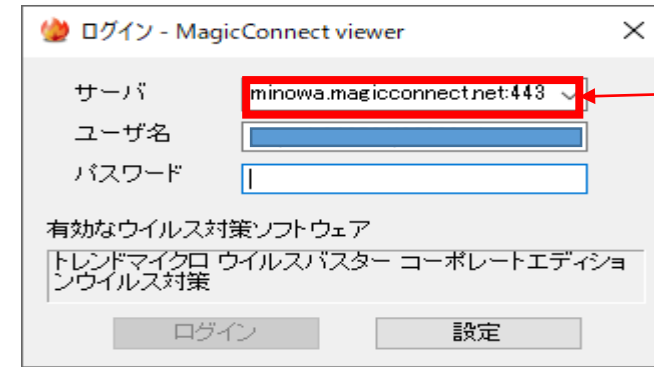 ログイン - MagicConnect viewer
サーバ minowa.magicconnect.net:443
ユーザ名
パスワード
有効なウイルス対策ソフトウェア
トレンドマイクロ ウイルスバスター コーポレートエディショ
ンウイルス対策
ログイン 設定